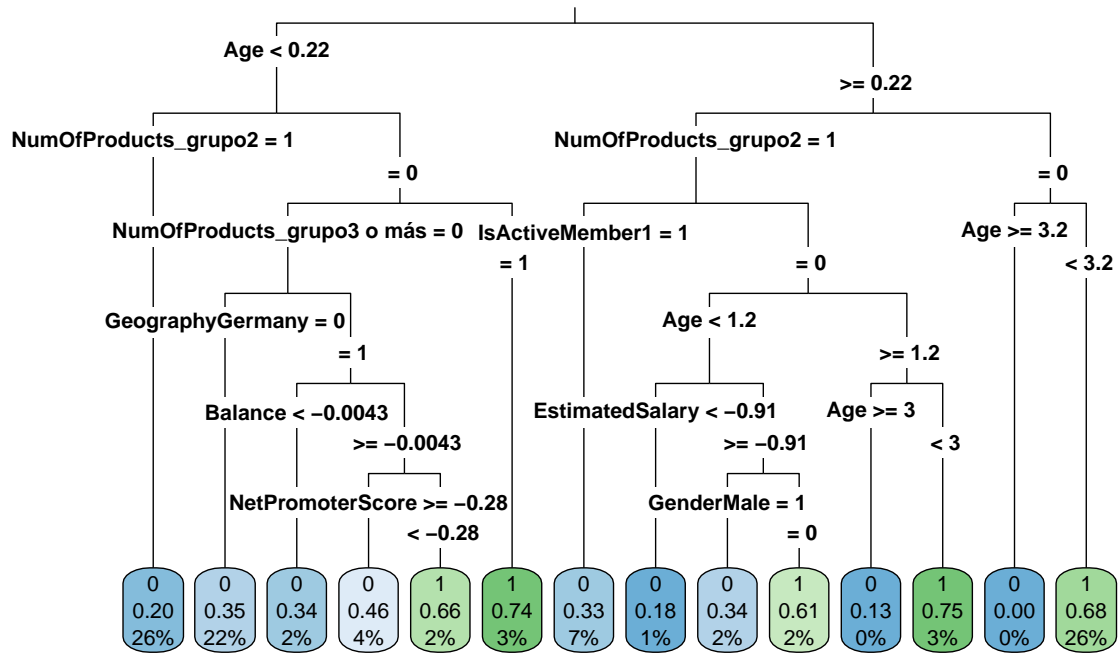 Age < 0.22
>= 0.22
NumOfProducts_grupo2 = 1
NumOfProducts_grupo2 = 1
= 0
= 0
NumOfProducts_grupo3 o más = 0
IsActiveMember1 = 1
Age >= 3.2
= 1
= 0
< 3.2
GeographyGermany = 0
Age < 1.2
= 1
>= 1.2
Balance < −0.0043
EstimatedSalary < −0.91
Age >= 3
>= −0.0043
>= −0.91
< 3
NetPromoterScore >= −0.28
GenderMale = 1
< −0.28
= 0
0 0 0 0 1 1 0 0 0 1 0 1 0 1
0.20 0.35 0.34 0.46 0.66 0.74 0.33 0.18 0.34 0.61 0.13 0.75 0.00 0.68
26% 22% 2% 4% 2% 3% 7% 1% 2% 2% 0% 3% 0% 26%